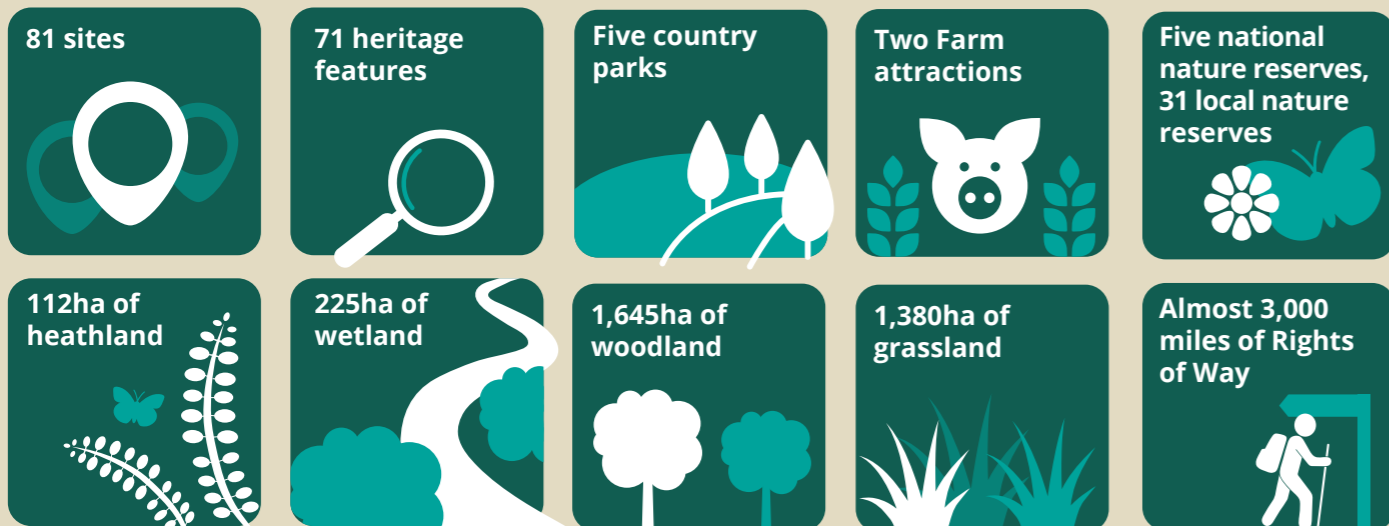 81 sites
71 heritage
features
Five country
parks
Two Farm
attractions
Five national
nature reserves,
31 local nature
reserves
112ha of
heathland
225ha of
wetland
1,645ha of
woodland
1,380ha of
grassland
Almost 3,000
miles of Rights
of Way